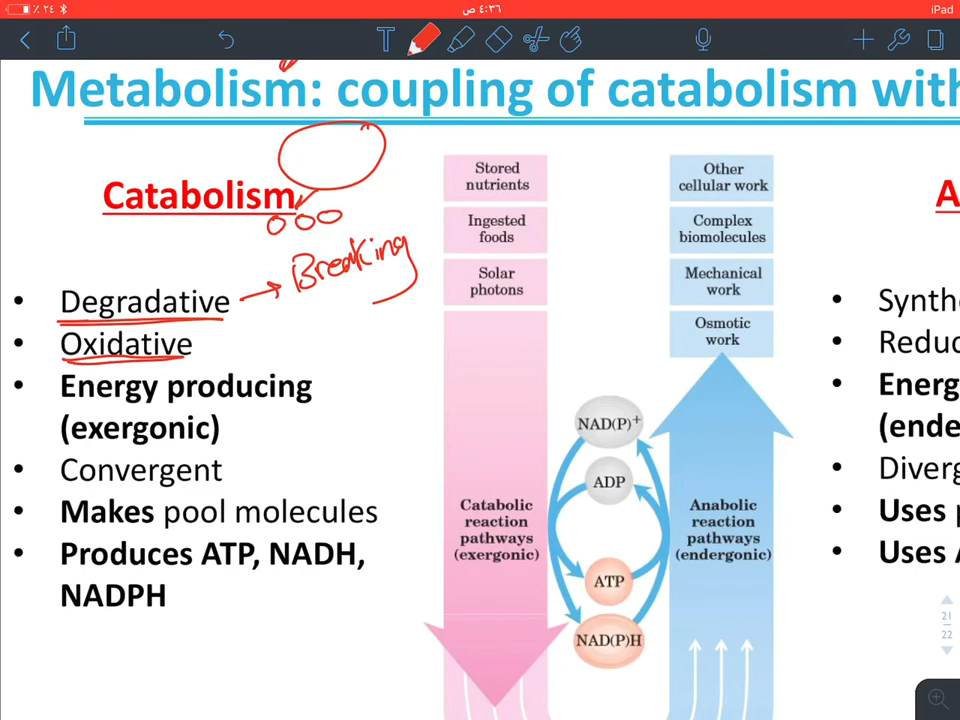 ٪ ٢٤
٤:٣٦ ص
iPad
T
Metabolism: coupling of catabolism with
Catabolism
Breaking
• Degradative
• Oxidative
• Energy producing
(exergonic)
• Convergent
• Makes pool molecules
• Produces ATP, NADH,
NADPH
Stored
nutrients
Ingested
foods
Solar
photons
Catabolic
reaction
pathways
(exergonic)
NAD(P)+
ADP
ATP
NAD(P)H
Other
cellular work
Complex
biomolecules
Mechanical
work
Osmotic
work
Anabolic
reaction
pathways
(endergonic)
A
• Synthe
• Reduc
• Energ
(ende
• Diverg
• Uses p
• Uses A
21
22